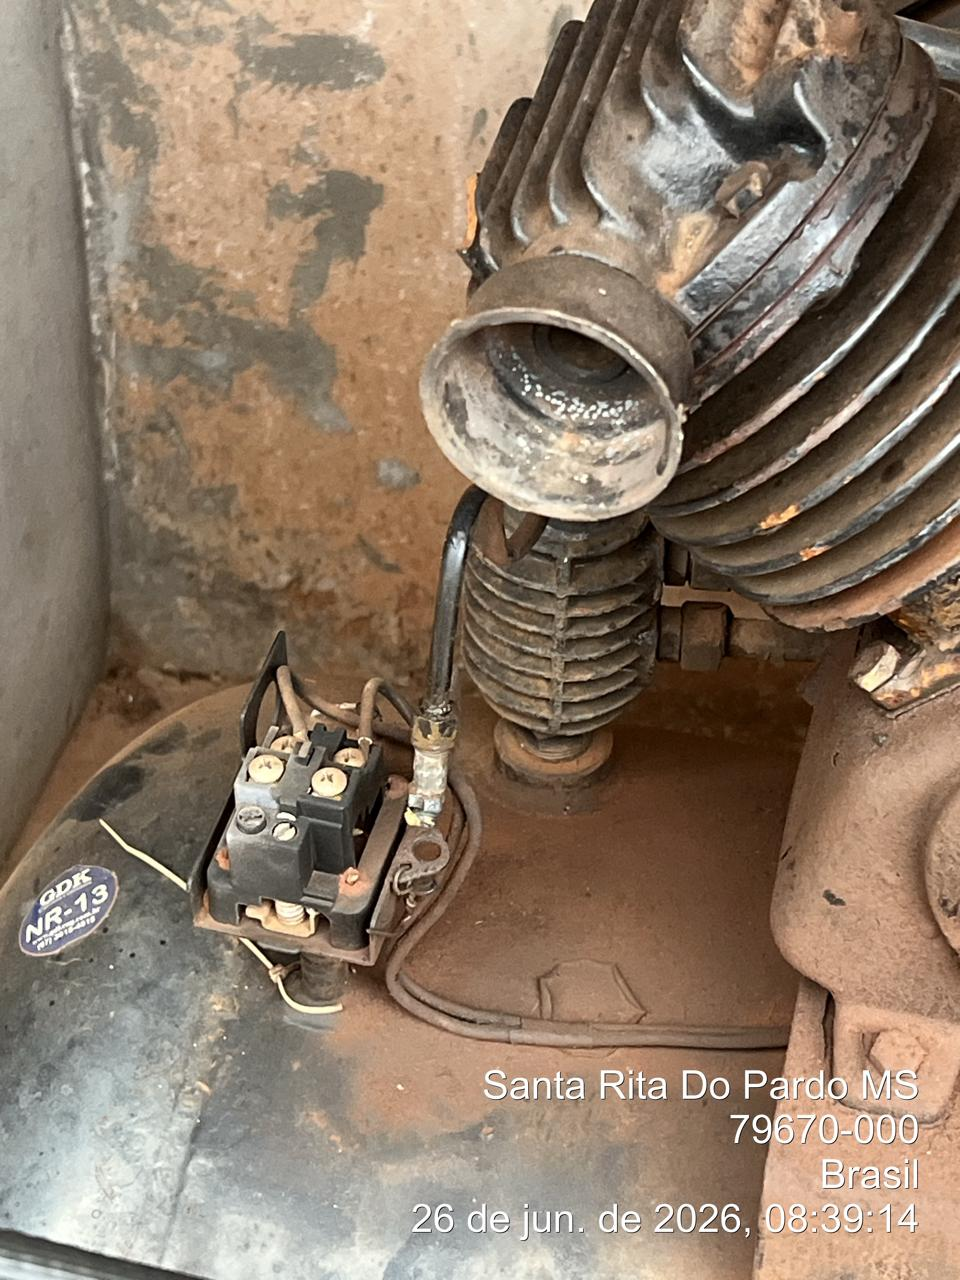 GDK
NR-13
Santa Rita Do Pardo MS
79670-000
Brasil
26 de jun. de 2026, 08:39:14